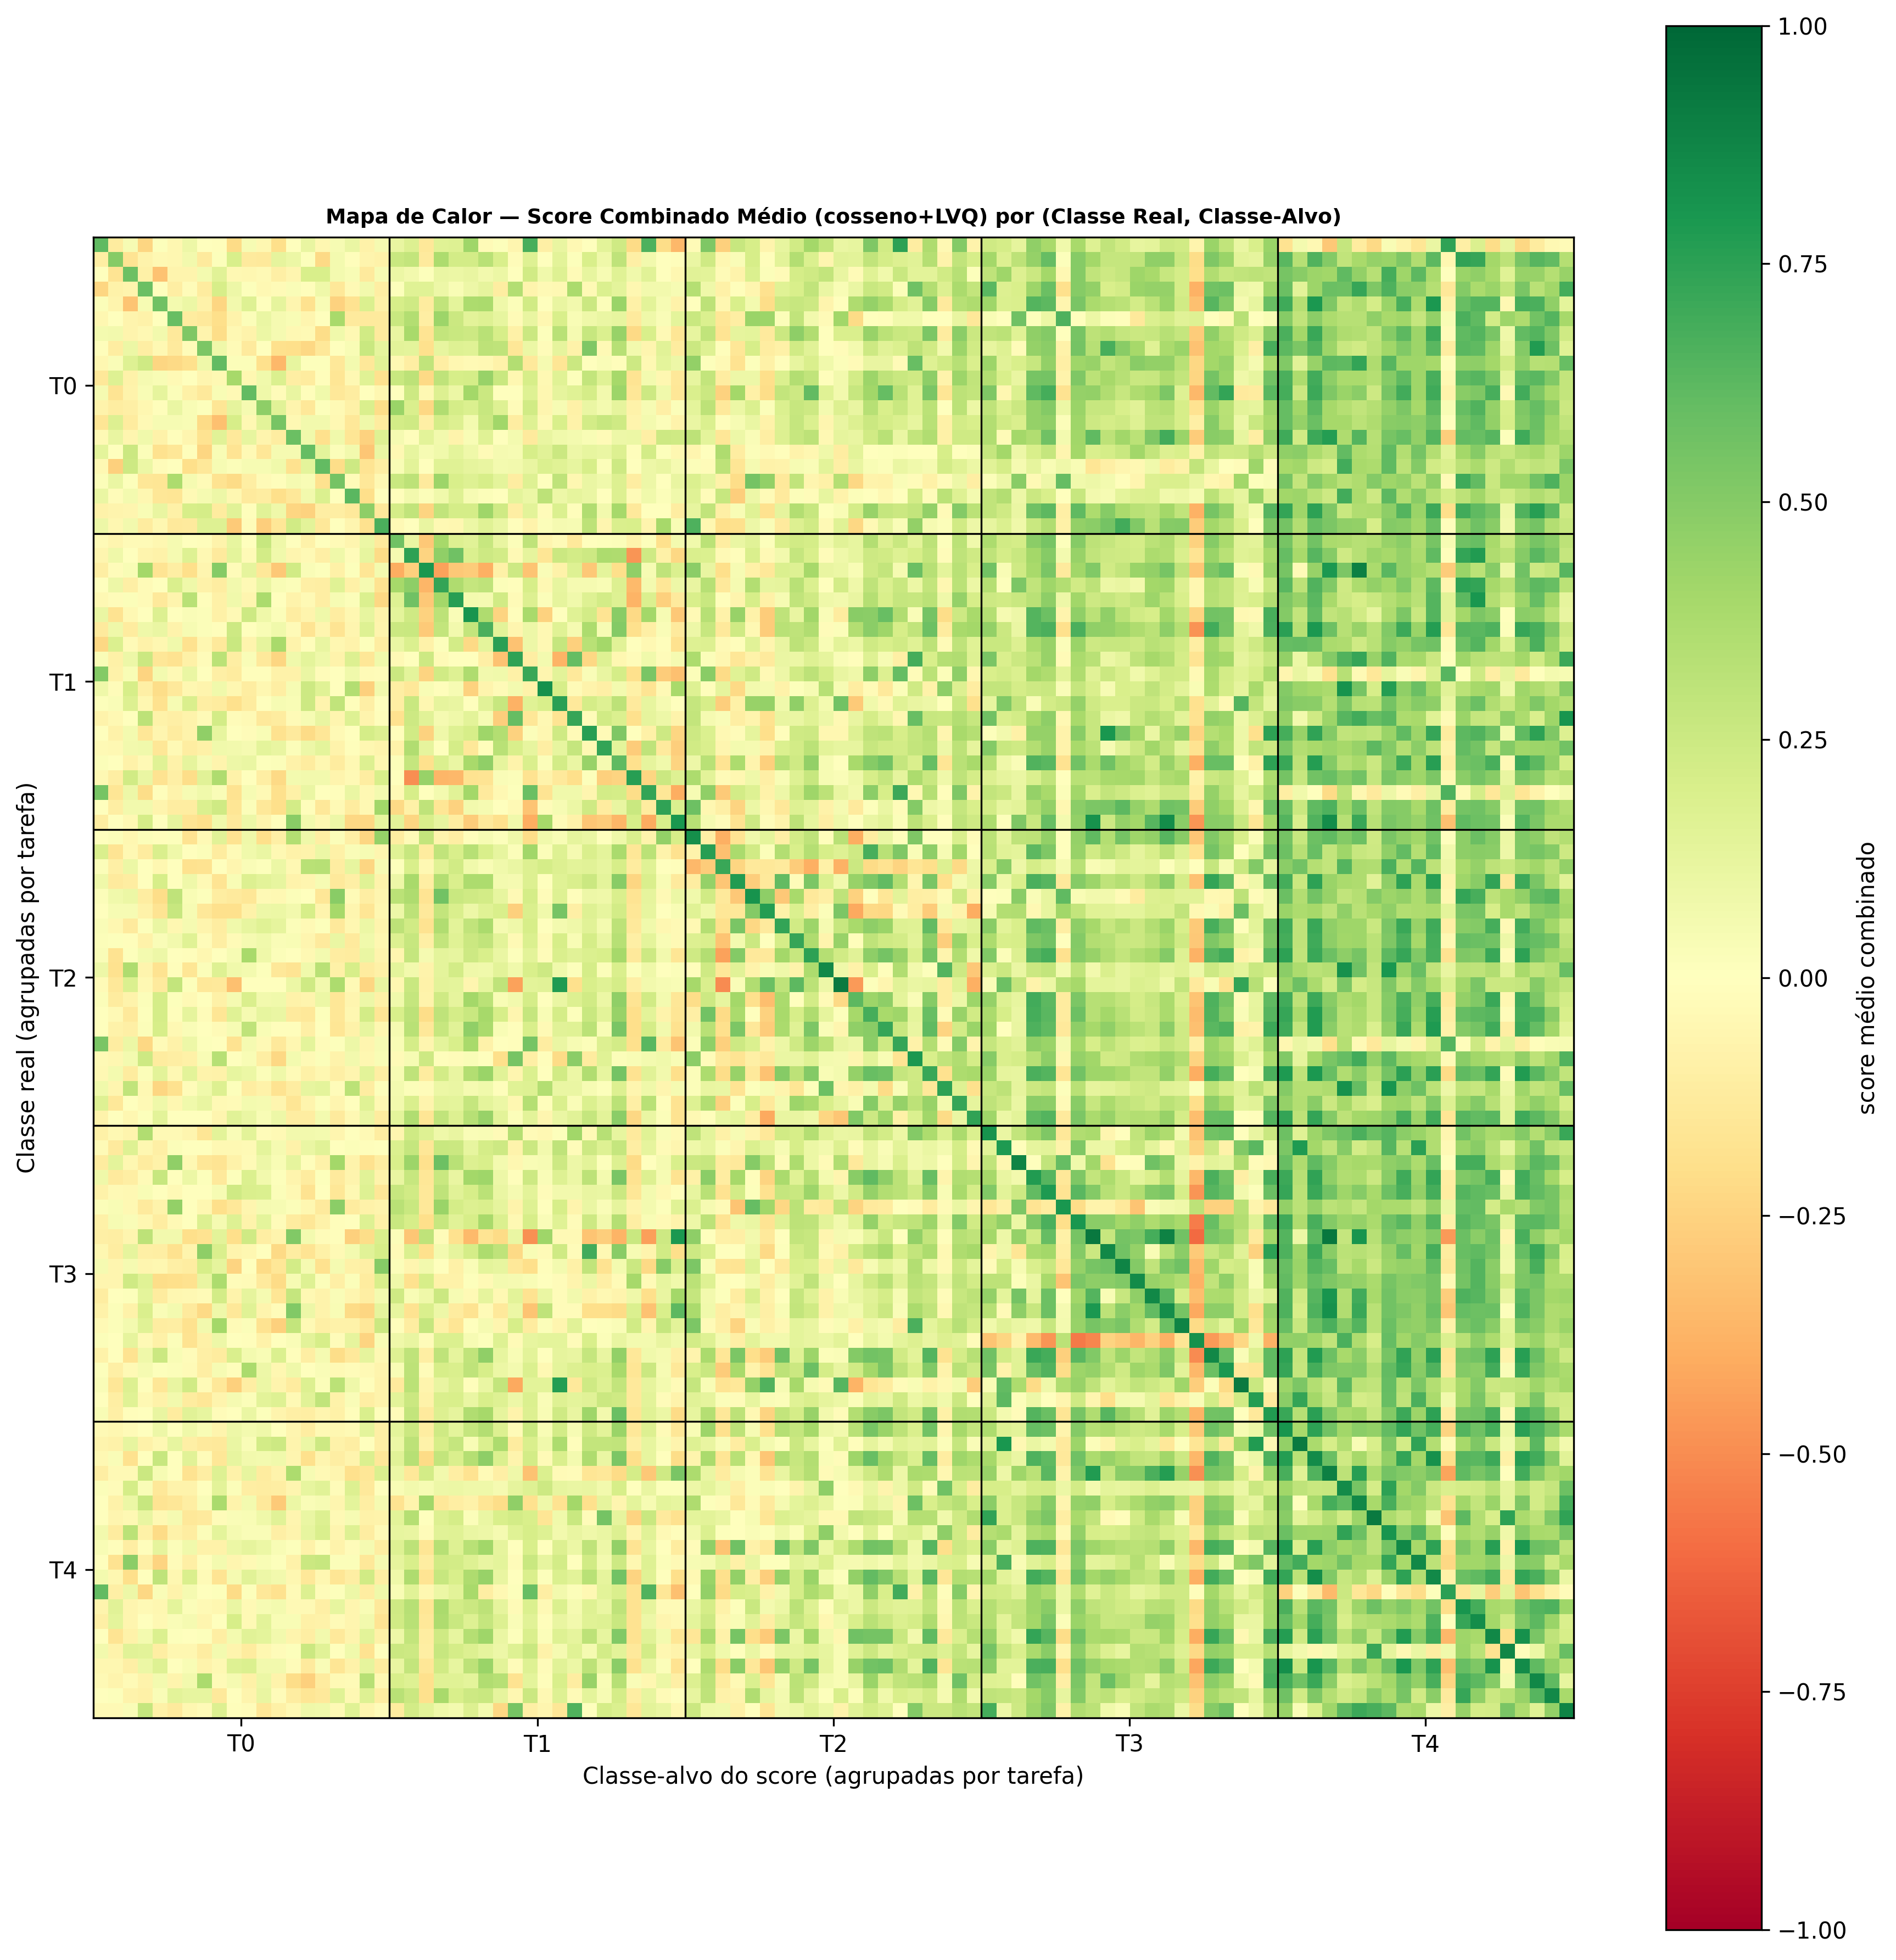 Mapa de Calor — Score Combinado Médio (cosseno+LVQ) por (Classe Real, Classe-Alvo)
Classe real (agrupadas por tarefa)
T0
T1
T2
T3
T4
T0 T1 T2 T3 T4
Classe-alvo do score (agrupadas por tarefa)
1.00
0.75
0.50
0.25
0.00
−0.25
−0.50
−0.75
−1.00
score médio combinado